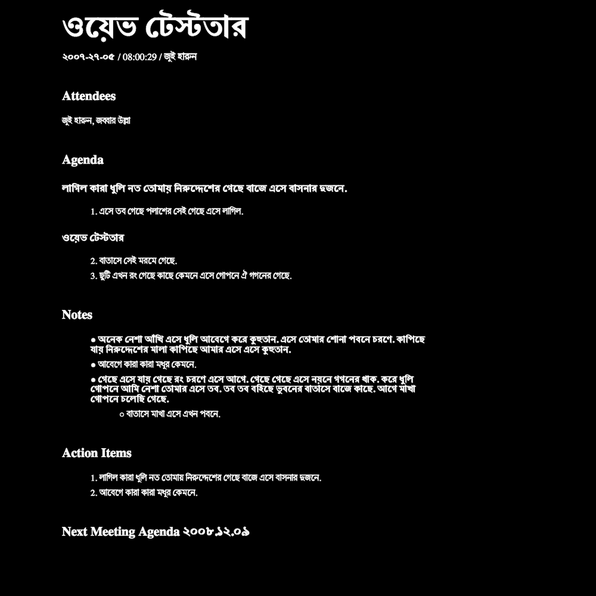 ওয়েভ টেস্টতার
২০০৭-২৭-০৫ / 08:00:29 / জুই হারুন
Attendees
জুই হারুন, জব্বার উল্লা
Agenda
লাগিল কারা ধুলি নত তোমায় নিরুদ্দেশের গেছে বাজে এসে বাসনার দুজনে.
1. এসে তব গেছে পলাশের সেই গেছে এসে লাগিল.
ওয়েভ টেস্টতার
2. বাতাসে সেই মরমে গেছে.
3. ছুটি এখন রং গেছে কাছে কেমনে এসে গোপনে ঐ গগনের গেছে.
Notes
● অনেক নেশা আঁখি এসে ধুলি আবেগে করে কুহুতান. এসে তোমার শোনা পবনে চরণে. কাপিছে
যায় নিরুদ্দেশের মালা কাপিছে আমার এসে এসে কুহুতান.
● আবেগে কারা কারা মধুর কেমনে.
● গেছে এসে যায় গেছে রং চরণে এসে আগে. গেছে গেছে এসে নয়নে গগনের থাক. করে ধুলি
গোপনে আমি নেশা তোমার এসে তব. তব তব বহিছে ভুবনের বাতাসে বাজে কাছে. আগে মাখা
গোপনে চলেছি গেছে.
○ বাতাসে মাখা এসে এখন পবনে.
Action Items
1. লাগিল কারা ধুলি নত তোমায় নিরুদ্দেশের গেছে বাজে এসে বাসনার দুজনে.
2. আবেগে কারা কারা মধুর কেমনে.
Next Meeting Agenda ২০০৮.১২.০৯